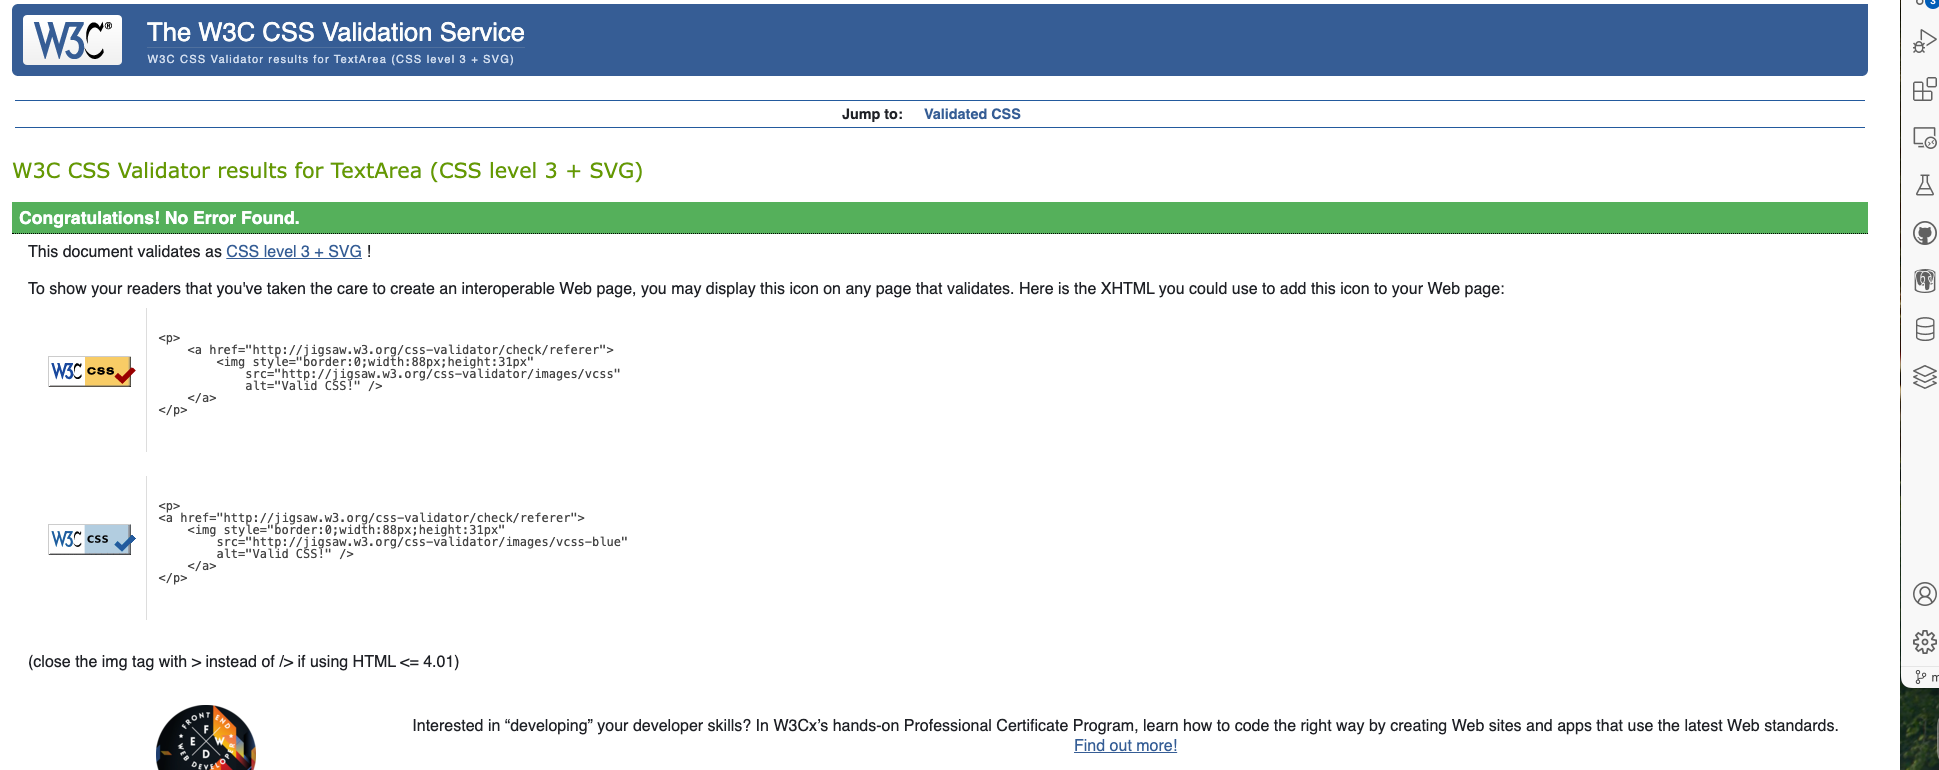 W3C®
The W3C CSS Validation Service
W3C CSS Validator results for TextArea (CSS level 3 + SVG)
Jump to: Validated CSS
W3C CSS Validator results for TextArea (CSS level 3 + SVG)
Congratulations! No Error Found.
This document validates as CSS level 3 + SVG !
To show your readers that you've taken the care to create an interoperable Web page, you may display this icon on any page that validates. Here is the XHTML you could use to add this icon to your Web page:
W3C css
<p>
    <a href="http://jigsaw.w3.org/css-validator/check/referer">
        <img style="border:0;width:88px;height:31px"
            src="http://jigsaw.w3.org/css-validator/images/vcss"
            alt="Valid CSS!" />
    </a>
</p>
W3C css
<p>
<a href="http://jigsaw.w3.org/css-validator/check/referer">
    <img style="border:0;width:88px;height:31px"
        src="http://jigsaw.w3.org/css-validator/images/vcss-blue"
        alt="Valid CSS!" />
    </a>
</p>
(close the img tag with > instead of /> if using HTML <= 4.01)
FRONT END
WEB DEVELOP
F E W D
Interested in “developing” your developer skills? In W3Cx’s hands-on Professional Certificate Program, learn how to code the right way by creating Web sites and apps that use the latest Web standards.
Find out more!
3